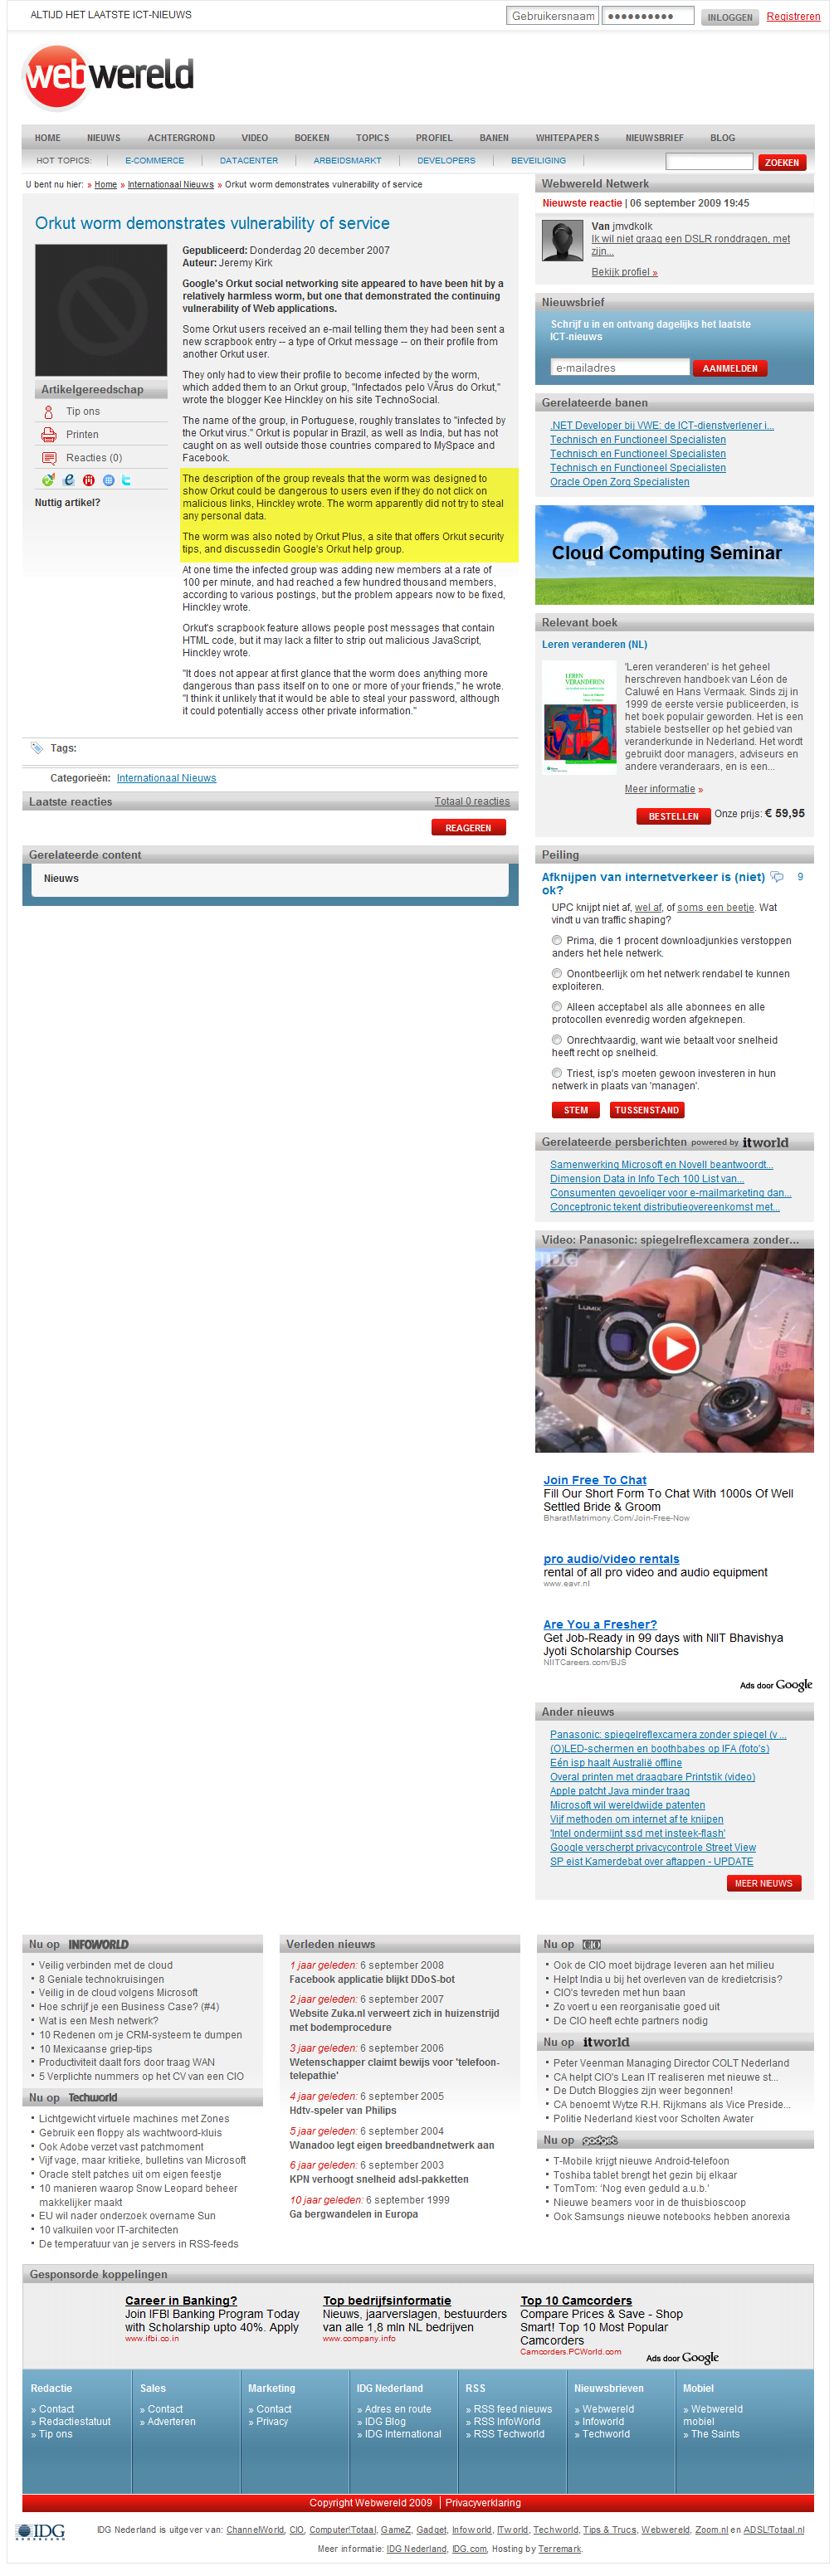 ALTIJD HET LAATSTE ICT-NIEUWS
Gebruikersnaam
INLOGGEN
Registreren
webwereld
HOME NIEUWS ACHTERGROND VIDEO BOEKEN TOPICS PROFIEL BANEN WHITEPAPERS NIEUWSBRIEF BLOG
HOT TOPICS: E-COMMERCE DATACENTER ARBEIDSMARKT DEVELOPERS BEVEILIGING
ZOEKEN
U bent nu hier: » Home » Internationaal Nieuws » Orkut worm demonstrates vulnerability of service
Orkut worm demonstrates vulnerability of service
Gepubliceerd: Donderdag 20 december 2007
Auteur: Jeremy Kirk
Google's Orkut social networking site appeared to have been hit by a
relatively harmless worm, but one that demonstrated the continuing
vulnerability of Web applications.
Some Orkut users received an e-mail telling them they had been sent a
new scrapbook entry -- a type of Orkut message -- on their profile from
another Orkut user.
They only had to view their profile to become infected by the worm,
which added them to an Orkut group, "Infectados pelo VÃrus do Orkut,"
wrote the blogger Kee Hinckley on his site TechnoSocial.
The name of the group, in Portuguese, roughly translates to "infected by
the Orkut virus." Orkut is popular in Brazil, as well as India, but has not
caught on as well outside those countries compared to MySpace and
Facebook.
The description of the group reveals that the worm was designed to
show Orkut could be dangerous to users even if they do not click on
malicious links, Hinckley wrote. The worm apparently did not try to steal
any personal data.
The worm was also noted by Orkut Plus, a site that offers Orkut security
tips, and discussedin Google's Orkut help group.
At one time the infected group was adding new members at a rate of
100 per minute, and had reached a few hundred thousand members,
according to various postings, but the problem appears now to be fixed,
Hinckley wrote.
Orkut's scrapbook feature allows people post messages that contain
HTML code, but it may lack a filter to strip out malicious JavaScript,
Hinckley wrote.
"It does not appear at first glance that the worm does anything more
dangerous than pass itself on to one or more of your friends," he wrote.
"I think it unlikely that it would be able to steal your password, although
it could potentially access other private information."
Artikelgereedschap
Tip ons
Printen
Reacties (0)
Nuttig artikel?
Tags:
Categorieën: Internationaal Nieuws
Laatste reacties Totaal 0 reacties
REAGEREN
Gerelateerde content
Nieuws
Webwereld Netwerk
Nieuwste reactie | 06 september 2009 19:45
Van jmvdkolk
Ik wil niet graag een DSLR ronddragen, met
zijn...
Bekijk profiel »
Nieuwsbrief
Schrijf u in en ontvang dagelijks het laatste
ICT-nieuws
e-mailadres AANMELDEN
Gerelateerde banen
.NET Developer bij VWE: de ICT-dienstverlener i...
Technisch en Functioneel Specialisten
Technisch en Functioneel Specialisten
Technisch en Functioneel Specialisten
Oracle Open Zorg Specialisten
Cloud Computing Seminar
Relevant boek
Leren veranderen (NL)
LEREN
VERANDEREN
'Leren veranderen' is het geheel
herschreven handboek van Léon de
Caluwé en Hans Vermaak. Sinds zij in
1999 de eerste versie publiceerden, is
het boek populair geworden. Het is een
stabiele bestseller op het gebied van
veranderkunde in Nederland. Het wordt
gebruikt door managers, adviseurs en
andere veranderaars, en is een...
Meer informatie »
BESTELLEN Onze prijs: € 59,95
Peiling
Afknijpen van internetverkeer is (niet) 9
ok?
UPC knijpt niet af, wel af, of soms een beetje. Wat
vindt u van traffic shaping?
Prima, die 1 procent downloadjunkies verstoppen
anders het hele netwerk.
Onontbeerlijk om het netwerk rendabel te kunnen
exploiteren.
Alleen acceptabel als alle abonnees en alle
protocollen evenredig worden afgeknepen.
Onrechtvaardig, want wie betaalt voor snelheid
heeft recht op snelheid.
Triest, isp's moeten gewoon investeren in hun
netwerk in plaats van 'managen'.
STEM TUSSENSTAND
Gerelateerde persberichten powered by itworld
Samenwerking Microsoft en Novell beantwoordt...
Dimension Data in Info Tech 100 List van...
Consumenten gevoeliger voor e-mailmarketing dan...
Conceptronic tekent distributieovereenkomst met...
Video: Panasonic: spiegelreflexcamera zonder...
IDG
LUMIX
Join Free To Chat
Fill Our Short Form To Chat With 1000s Of Well
Settled Bride & Groom
BharatMatrimony.Com/Join-Free-Now
pro audio/video rentals
rental of all pro video and audio equipment
www.eavr.nl
Are You a Fresher?
Get Job-Ready in 99 days with NIIT Bhavishya
Jyoti Scholarship Courses
NIITCareers.com/BJS
Ads door Google
Ander nieuws
Panasonic: spiegelreflexcamera zonder spiegel (v ...
(O)LED-schermen en boothbabes op IFA (foto's)
Eén isp haalt Australië offline
Overal printen met draagbare Printstik (video)
Apple patcht Java minder traag
Microsoft wil wereldwijde patenten
Vijf methoden om internet af te knijpen
'Intel ondermijnt ssd met insteek-flash'
Google verscherpt privacycontrole Street View
SP eist Kamerdebat over aftappen - UPDATE
MEER NIEUWS
Nu op INFOWORLD
Veilig verbinden met de cloud
8 Geniale technokruisingen
Veilig in de cloud volgens Microsoft
Hoe schrijf je een Business Case? (#4)
Wat is een Mesh netwerk?
10 Redenen om je CRM-systeem te dumpen
10 Mexicaanse griep-tips
Productiviteit daalt fors door traag WAN
5 Verplichte nummers op het CV van een CIO
Nu op Techworld
Lichtgewicht virtuele machines met Zones
Gebruik een floppy als wachtwoord-kluis
Ook Adobe verzet vast patchmoment
Vijf vage, maar kritieke, bulletins van Microsoft
Oracle stelt patches uit om eigen feestje
10 manieren waarop Snow Leopard beheer
makkelijker maakt
EU wil nader onderzoek overname Sun
10 valkuilen voor IT-architecten
De temperatuur van je servers in RSS-feeds
Verleden nieuws
1 jaar geleden: 6 september 2008
Facebook applicatie blijkt DDoS-bot
2 jaar geleden: 6 september 2007
Website Zuka.nl verweert zich in huizenstrijd
met bodemprocedure
3 jaar geleden: 6 september 2006
Wetenschapper claimt bewijs voor 'telefoon-
telepathie'
4 jaar geleden: 6 september 2005
Hdtv-speler van Philips
5 jaar geleden: 6 september 2004
Wanadoo legt eigen breedbandnetwerk aan
6 jaar geleden: 6 september 2003
KPN verhoogt snelheid adsl-pakketten
10 jaar geleden: 6 september 1999
Ga bergwandelen in Europa
Nu op CIO
Ook de CIO moet bijdrage leveren aan het milieu
Helpt India u bij het overleven van de kredietcrisis?
CIO's tevreden met hun baan
Zo voert u een reorganisatie goed uit
De CIO heeft echte partners nodig
Nu op itworld
Peter Veenman Managing Director COLT Nederland
CA helpt CIO's Lean IT realiseren met nieuwe st...
De Dutch Bloggies zijn weer begonnen!
CA benoemt Wytze R.H. Rijkmans als Vice Preside...
Politie Nederland kiest voor Scholten Awater
Nu op gadget
T-Mobile krijgt nieuwe Android-telefoon
Toshiba tablet brengt het gezin bij elkaar
TomTom: 'Nog even geduld a.u.b.'
Nieuwe beamers voor in de thuisbioscoop
Ook Samsungs nieuwe notebooks hebben anorexia
Gesponsorde koppelingen
Career in Banking?
Join IFBI Banking Program Today
with Scholarship upto 40%. Apply
www.ifbi.co.in
Top bedrijfsinformatie
Nieuws, jaarverslagen, bestuurders
van alle 1,8 mln NL bedrijven
www.company.info
Top 10 Camcorders
Compare Prices & Save - Shop
Smart! Top 10 Most Popular
Camcorders
Camcorders.PCWorld.com
Ads door Google
Redactie
» Contact
» Redactiestatuut
» Tip ons
Sales
» Contact
» Adverteren
Marketing
» Contact
» Privacy
IDG Nederland
» Adres en route
» IDG Blog
» IDG International
RSS
» RSS feed nieuws
» RSS InfoWorld
» RSS Techworld
Nieuwsbrieven
» Webwereld
» Infoworld
» Techworld
Mobiel
» Webwereld
mobiel
» The Saints
Copyright Webwereld 2009 | Privacyverklaring
IDG
IDG Nederland is uitgever van: ChannelWorld, CIO, Computer!Totaal, GameZ, Gadget, Infoworld, ITworld, Techworld, Tips & Trucs, Webwereld, Zoom.nl en ADSL!Totaal.nl
Meer informatie: IDG Nederland, IDG.com, Hosting by Terremark.